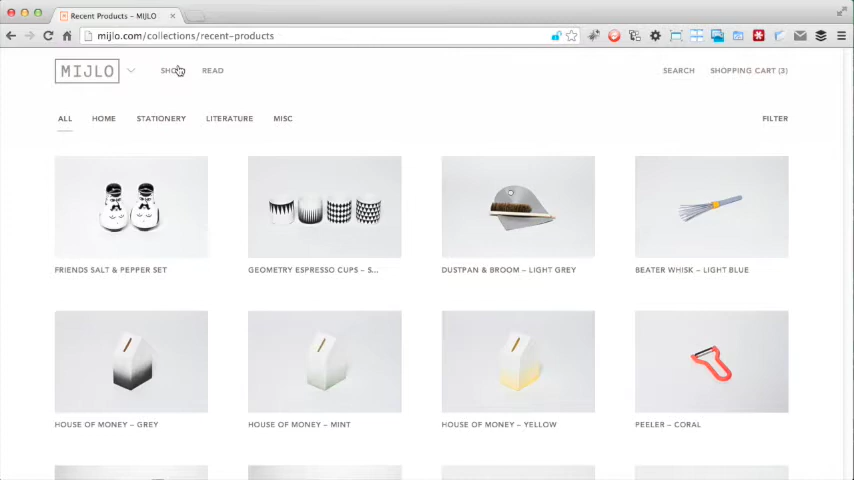 Recent Products – MIJLO
mijlo.com/collections/recent-products
MIJLO SHOP READ SEARCH SHOPPING CART (3)
ALL HOME STATIONERY LITERATURE MISC FILTER
FRIENDS SALT & PEPPER SET GEOMETRY ESPRESSO CUPS – S... DUSTPAN & BROOM – LIGHT GREY BEATER WHISK – LIGHT BLUE
HOUSE OF MONEY – GREY HOUSE OF MONEY – MINT HOUSE OF MONEY – YELLOW PEELER – CORAL